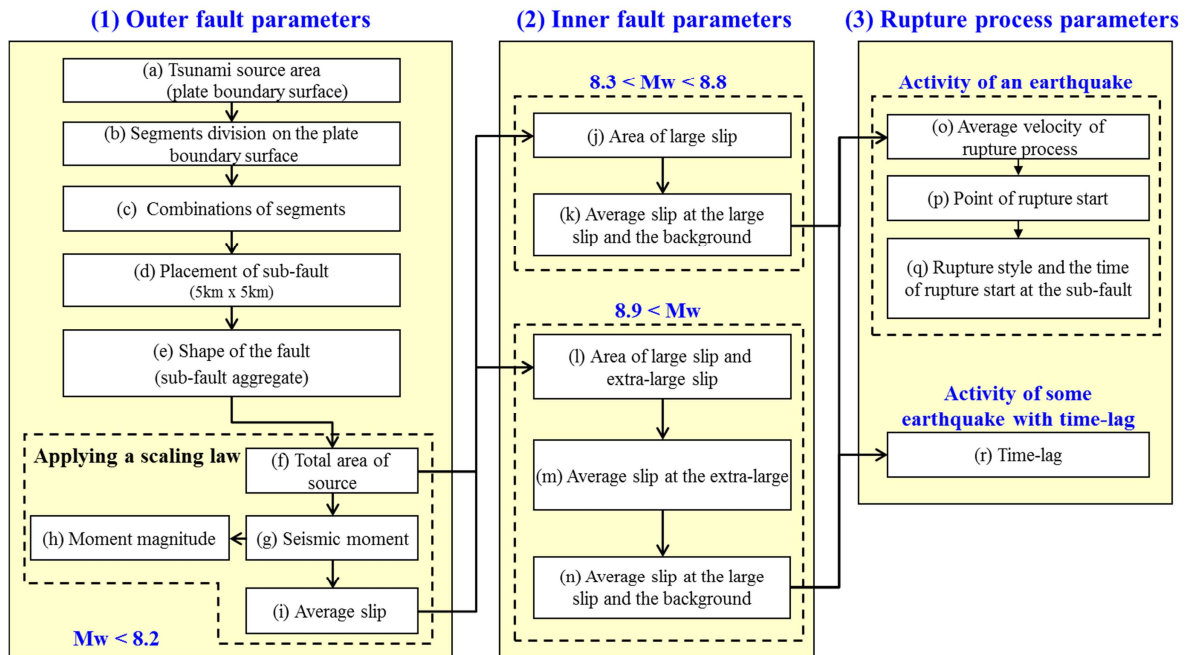 (1) Outer fault parameters
(a) Tsunami source area
(plate boundary surface)
(b) Segments division on the plate
boundary surface
(c) Combinations of segments
(d) Placement of sub-fault
(5km x 5km)
(e) Shape of the fault
(sub-fault aggregate)
Applying a scaling law
(f) Total area of
source
(h) Moment magnitude
(g) Seismic moment
(i) Average slip
Mw < 8.2
(2) Inner fault parameters
8.3 < Mw < 8.8
(j) Area of large slip
(k) Average slip at the large
slip and the background
8.9 < Mw
(l) Area of large slip and
extra-large slip
(m) Average slip at the extra-large
(n) Average slip at the large
slip and the background
(3) Rupture process parameters
Activity of an earthquake
(o) Average velocity of
rupture process
(p) Point of rupture start
(q) Rupture style and the time
of rupture start at the sub-fault
Activity of some
earthquake with time-lag
(r) Time-lag